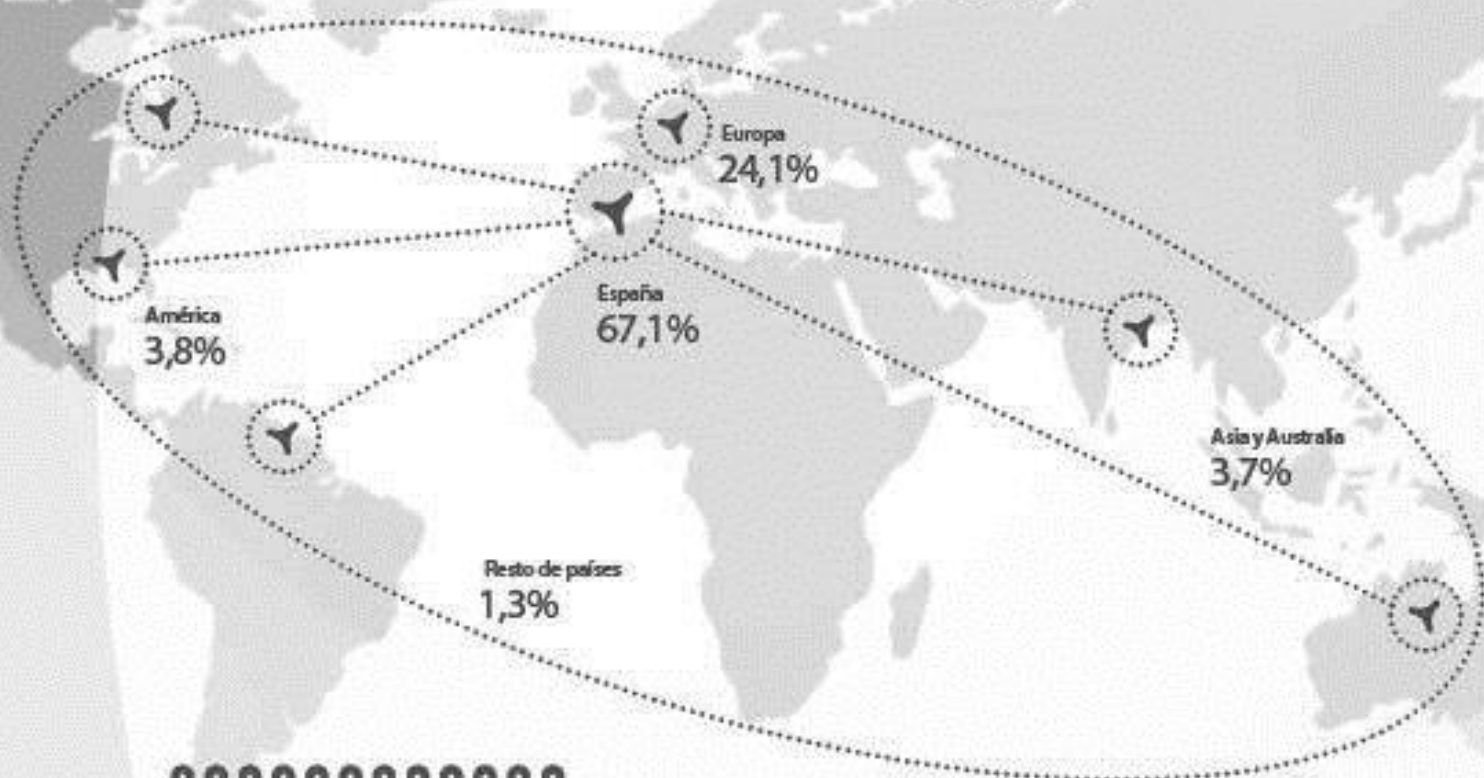 Europa
24,1%
España
67,1%
América
3,8%
Asia y Australia
3,7%
Resto de países
1,3%